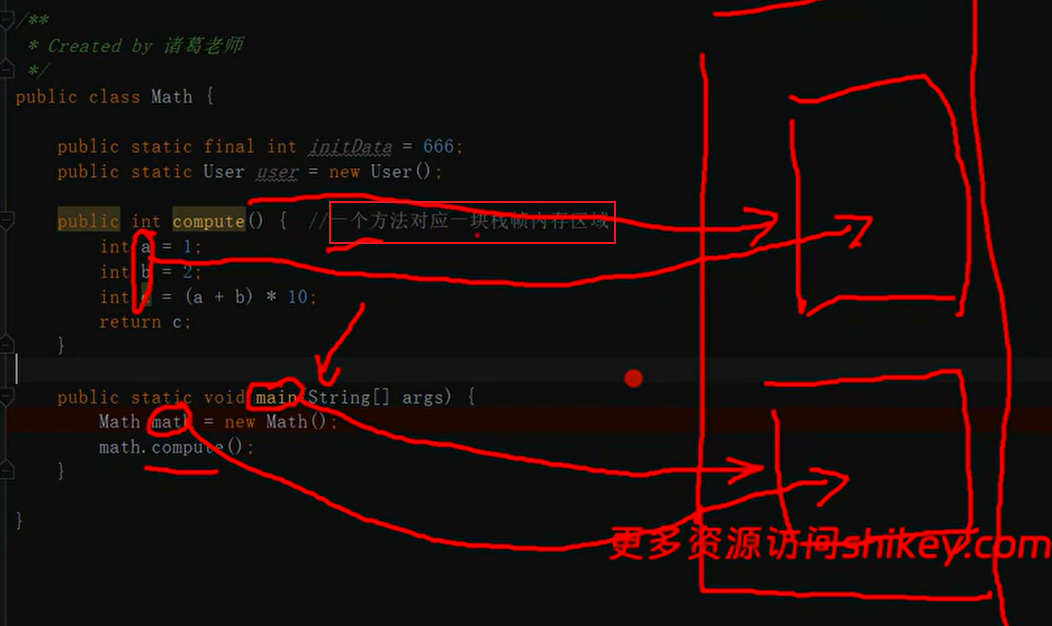 /**
* Created by 诸葛老师
*/
public class Math {
public static final int initData = 666;
public static User user = new User();
public int compute() { //一个方法对应一块栈帧内存区域
int a = 1;
int b = 2;
int c = (a + b) * 10;
return c;
}
public static void main(String[] args) {
Math math = new Math();
math.compute();
}
更多资源访问shikey.com
}